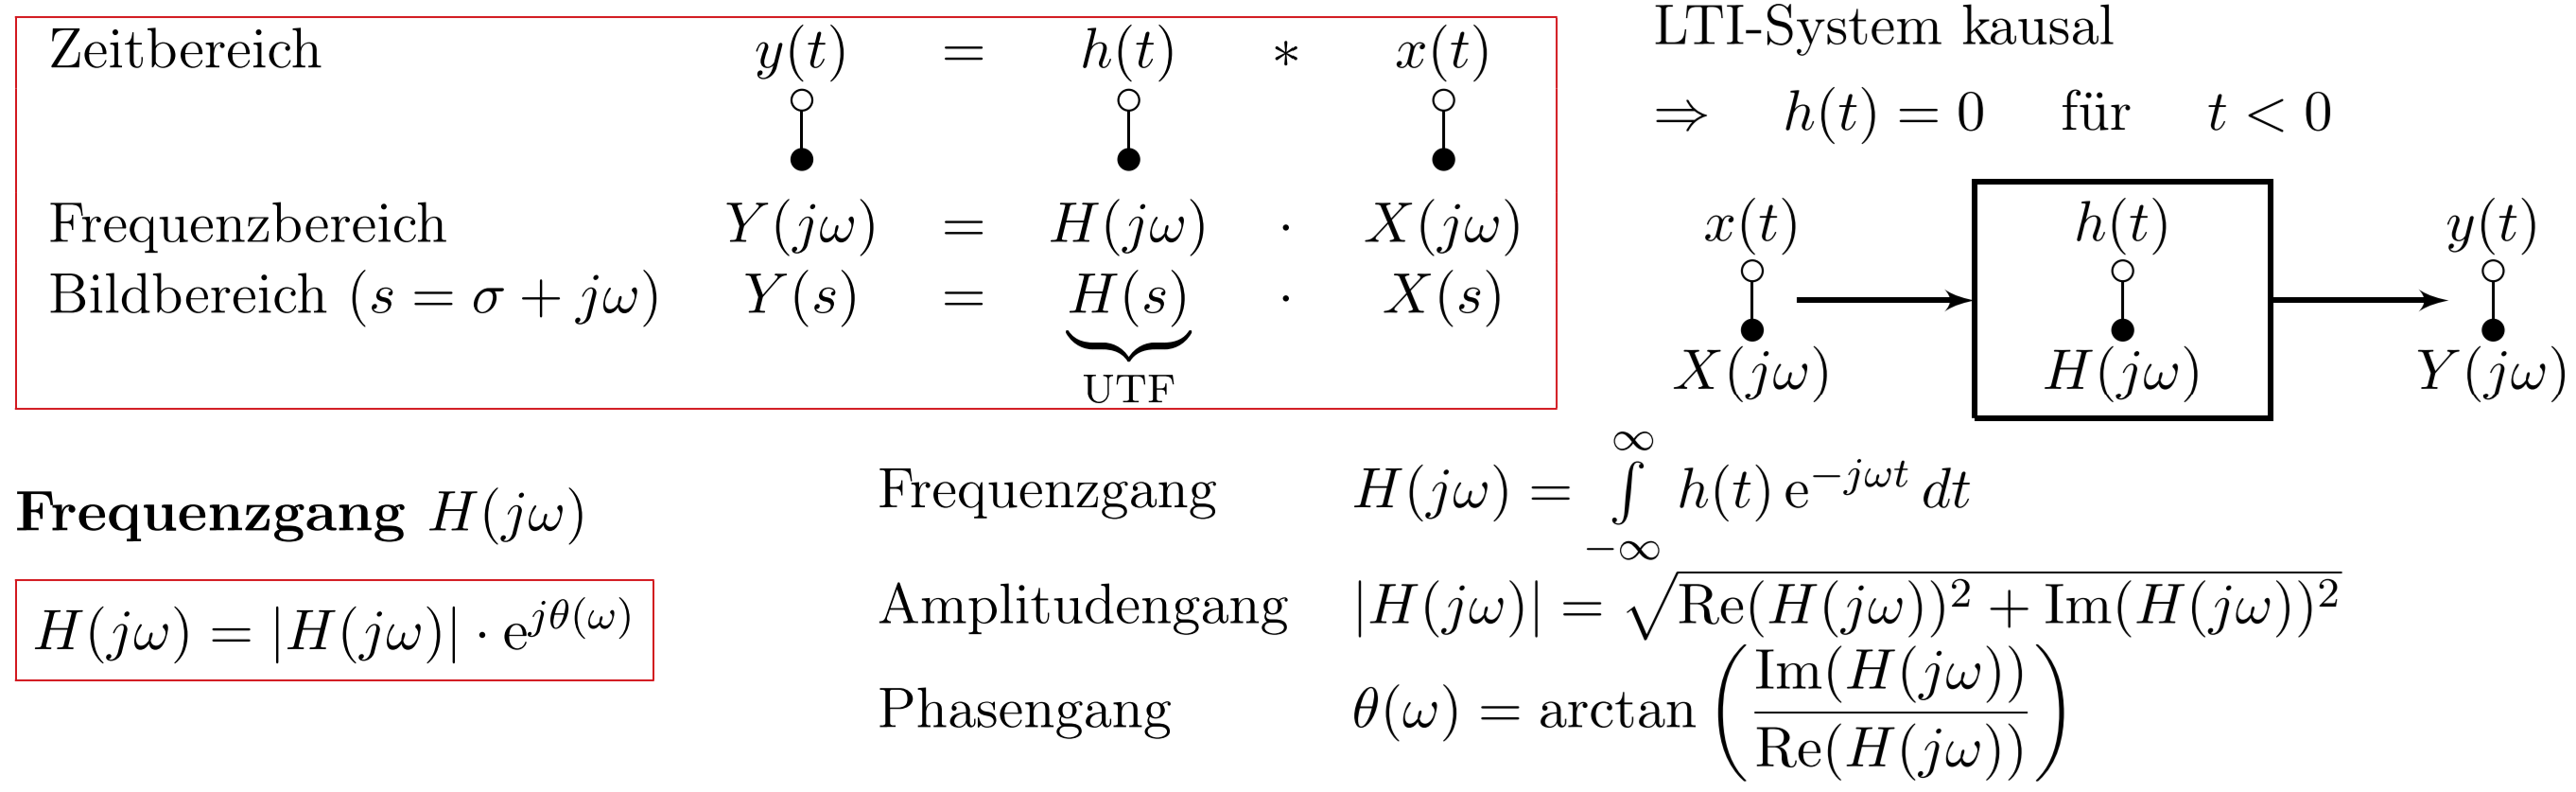 Zeitbereich y(t) = h(t) * x(t)
Frequenzbereich Y(jω) = H(jω) · X(jω)
Bildbereich (s = σ + jω) Y(s) = H(s) · X(s)
UTF
LTI-System kausal
⇒ h(t) = 0 für t < 0
x(t) h(t) y(t)
X(jω) H(jω) Y(jω)
Frequenzgang H(jω)
H(jω) = |H(jω)| · e^{jθ(ω)}
Frequenzgang H(jω) = ∫_{-∞}^{∞} h(t) e^{-jωt} dt
Amplitudengang |H(jω)| = √(Re(H(jω))² + Im(H(jω))²)
Phasengang θ(ω) = arctan(Im(H(jω)) / Re(H(jω)))